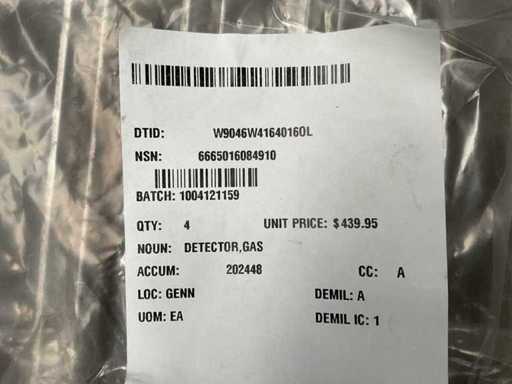 DTID: W9046W41640160L
NSN: 6665016084910
BATCH: 1004121159
QTY: 4 UNIT PRICE: $439.95
NOUN: DETECTOR,GAS
ACCUM: 202448 CC: A
LOC: GENN DEMIL: A
UOM: EA DEMIL IC: 1